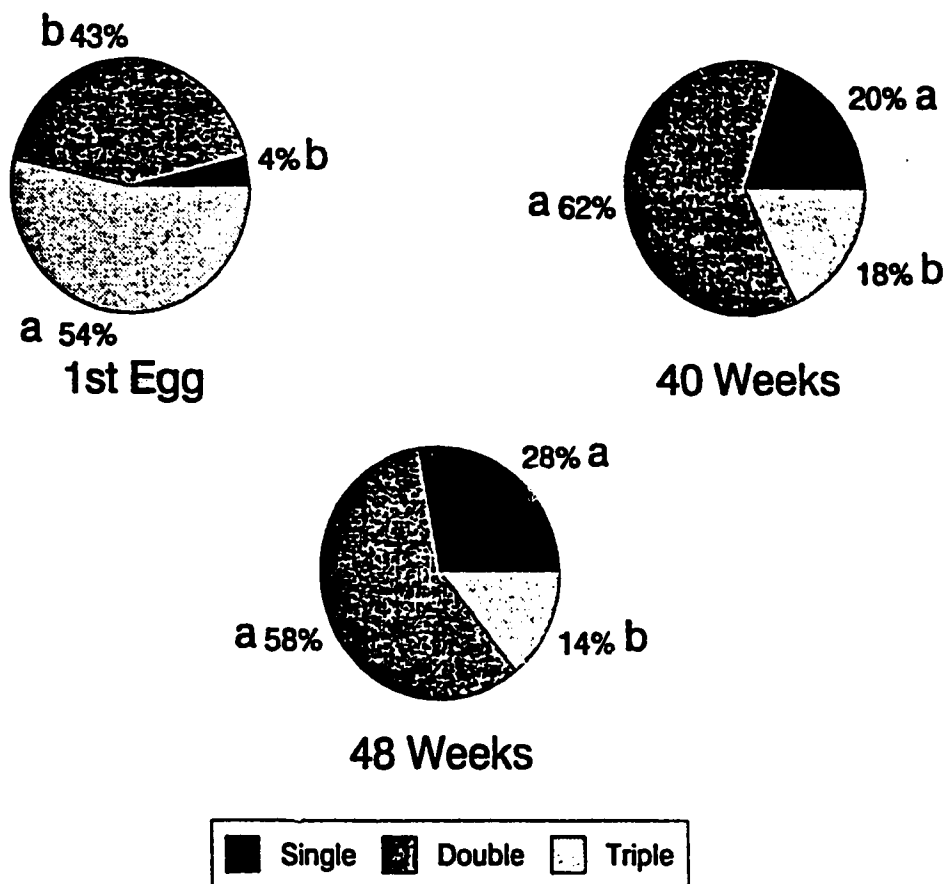 b 43%
4% b
a 54%
1st Egg
20% a
a 62%
18% b
40 Weeks
28% a
a 58%
14% b
48 Weeks
Single Double Triple